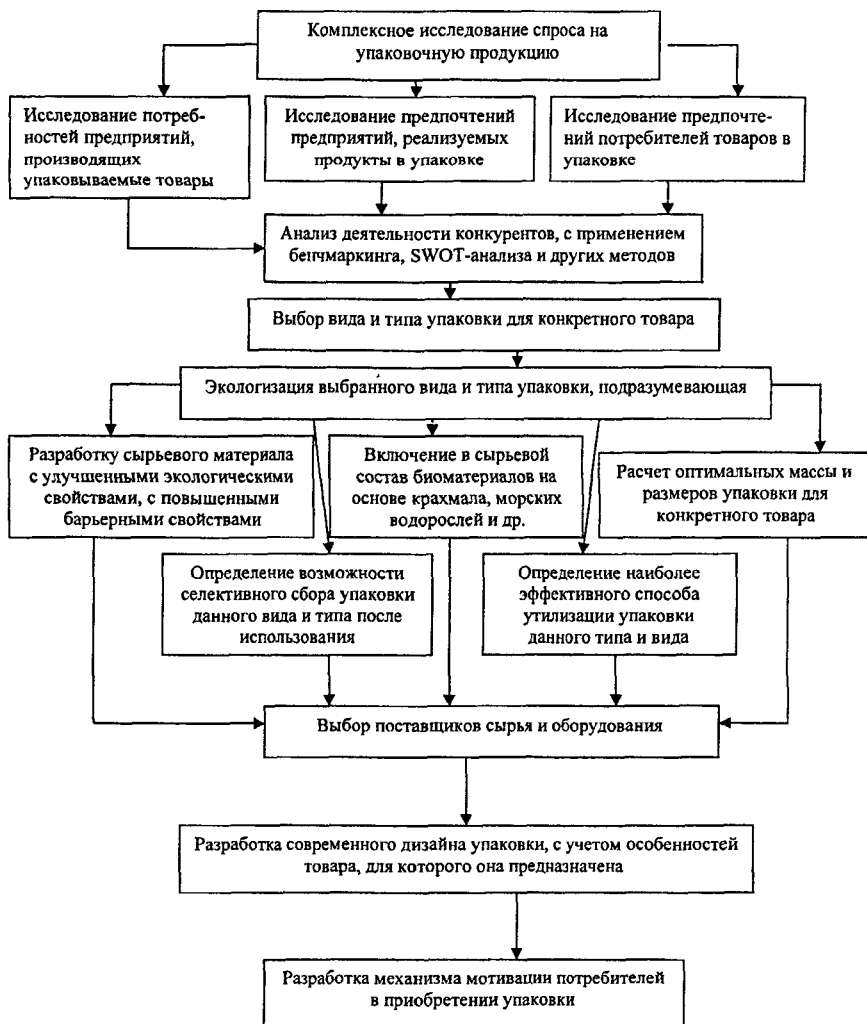 Комплексное исследование спроса на
упаковочную продукцию
Исследование потреб-
ностей предприятий,
производящих
упаковываемые товары
Исследование предпочтений
предприятий, реализуемых
продукты в упаковке
Исследование предпочте-
ний потребителей товаров в
упаковке
Анализ деятельности конкурентов, с применением
бенчмаркинга, SWOT-анализа и других методов
Выбор вида и типа упаковки для конкретного товара
Экологизация выбранного вида и типа упаковки, подразумевающая
Разработку сырьевого материала
с улучшенными экологическими
свойствами, с повышенными
барьерными свойствами
Включение в сырьевой
состав биоматериалов на
основе крахмала, морских
водорослей и др.
Расчет оптимальных массы и
размеров упаковки для
конкретного товара
Определение возможности
селективного сбора упаковки
данного вида и типа после
использования
Определение наиболее
эффективного способа
утилизации упаковки
данного типа и вида
Выбор поставщиков сырья и оборудования
Разработка современного дизайна упаковки, с учетом особенностей
товара, для которого она предназначена
Разработка механизма мотивации потребителей
в приобретении упаковки